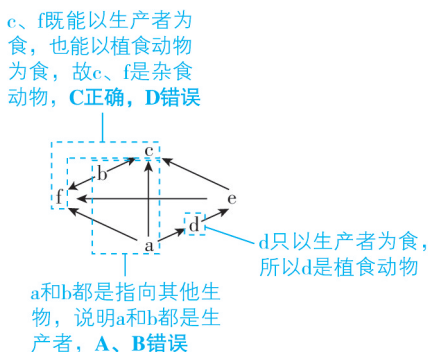 c、f既能以生产者为
食，也能以植食动物
为食，故c、f是杂食
动物，C正确，D错误
c
b
f
e
d
a
d只以生产者为食，
所以d是植食动物
a和b都是指向其他生
物，说明a和b都是生
产者，A、B错误